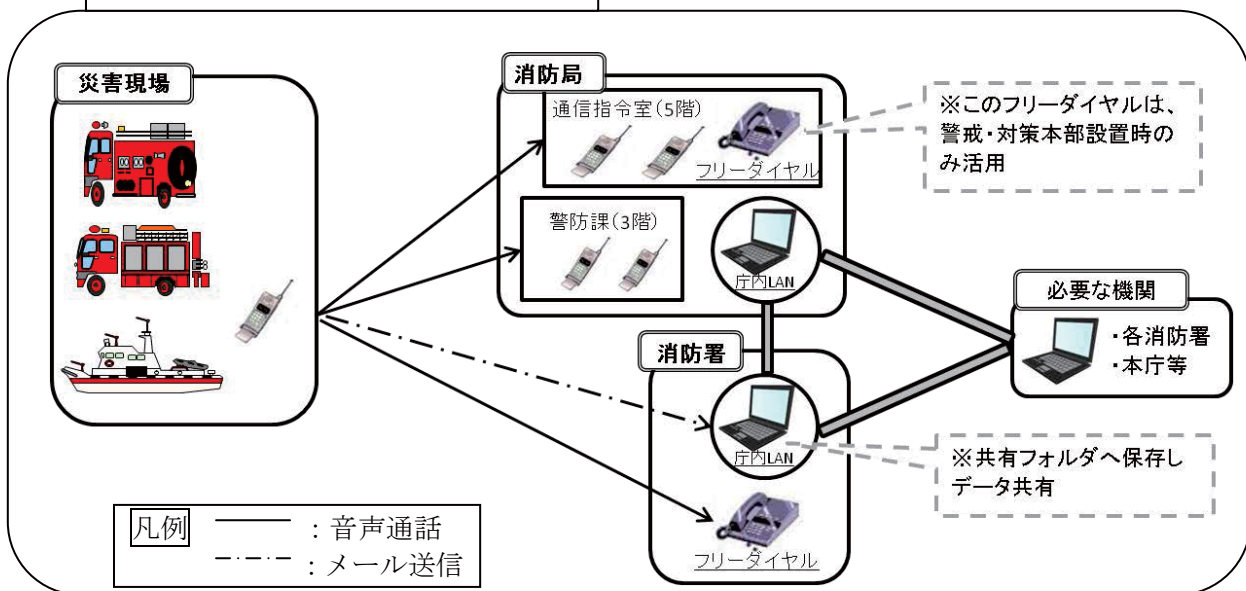 災害現場
消防局
通信指令室(5階)
フリーダイヤル
※このフリーダイヤルは、
警戒・対策本部設置時の
み活用
警防課(3階)
庁内LAN
必要な機関
・各消防署
・本庁等
消防署
庁内LAN
※共有フォルダへ保存し
データ共有
フリーダイヤル
凡例
:音声通話
:メール送信